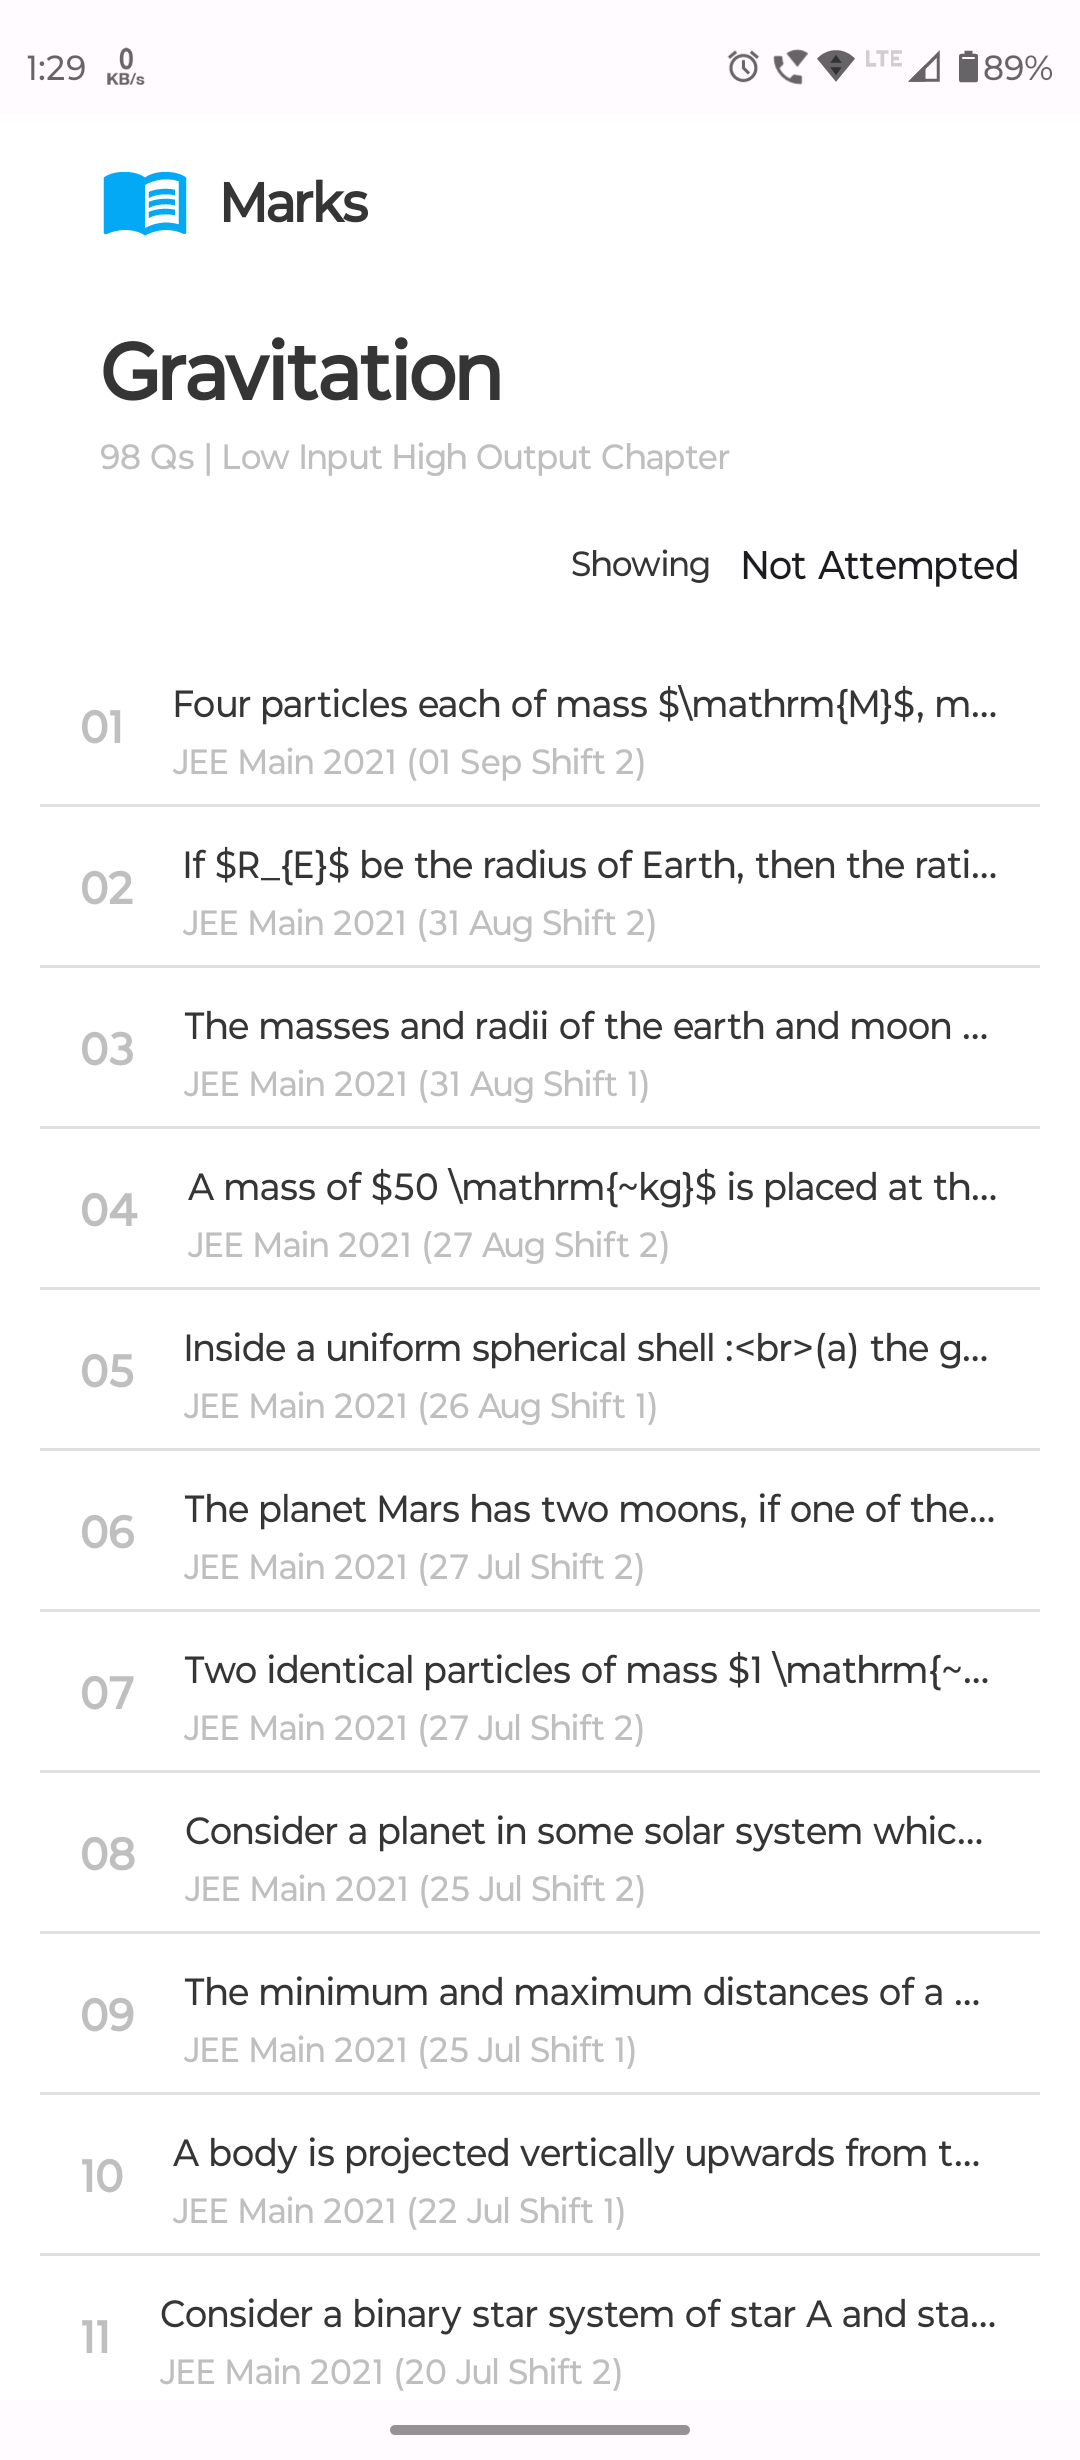 1:29 0 KB/s LTE 89%
Marks
Gravitation
98 Qs | Low Input High Output Chapter
Showing Not Attempted
01 Four particles each of mass $\mathrm{M}$, m...
JEE Main 2021 (01 Sep Shift 2)
02 If $R_{E}$ be the radius of Earth, then the rati...
JEE Main 2021 (31 Aug Shift 2)
03 The masses and radii of the earth and moon ...
JEE Main 2021 (31 Aug Shift 1)
04 A mass of $50 \mathrm{~kg}$ is placed at th...
JEE Main 2021 (27 Aug Shift 2)
05 Inside a uniform spherical shell :<br>(a) the g...
JEE Main 2021 (26 Aug Shift 1)
06 The planet Mars has two moons, if one of the...
JEE Main 2021 (27 Jul Shift 2)
07 Two identical particles of mass $1 \mathrm{~...
JEE Main 2021 (27 Jul Shift 2)
08 Consider a planet in some solar system whic...
JEE Main 2021 (25 Jul Shift 2)
09 The minimum and maximum distances of a ...
JEE Main 2021 (25 Jul Shift 1)
10 A body is projected vertically upwards from t...
JEE Main 2021 (22 Jul Shift 1)
11 Consider a binary star system of star A and sta...
JEE Main 2021 (20 Jul Shift 2)